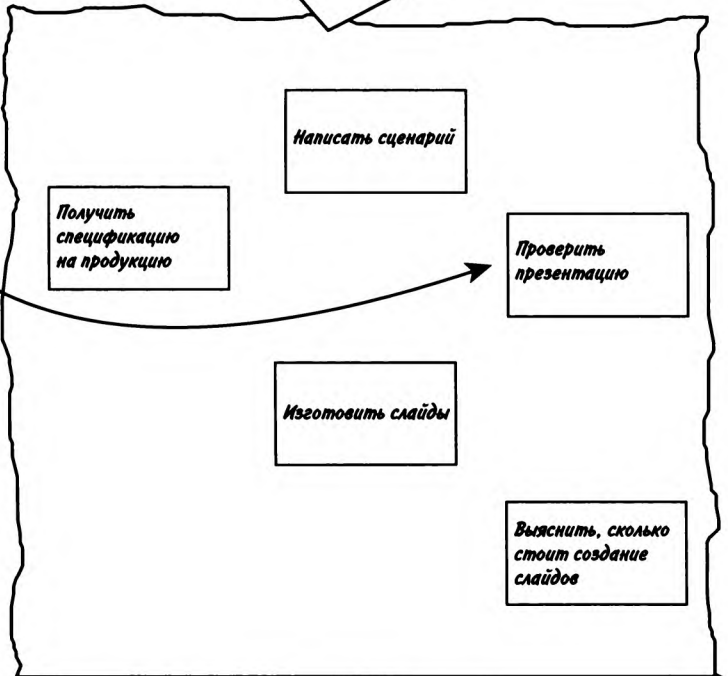 Написать сценарий
Получить
спецификацию
на продукцию
Проверить
презентацию
Изготовить слайды
Выяснить, сколько
стоит создание
слайдов